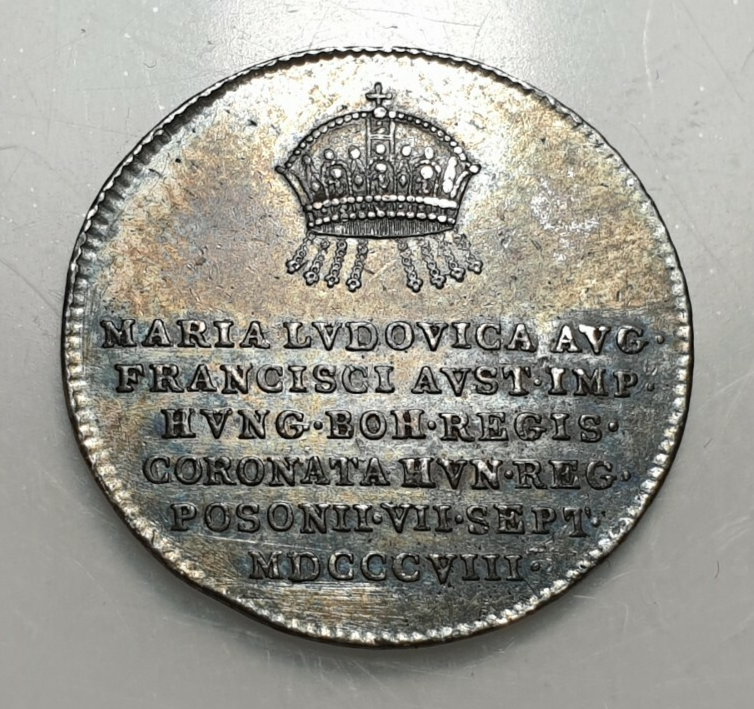 MARIA LVDOVICA AVG·
FRANCISCI AVST·IMP·
HVNG·BOH·REGIS·
CORONATA HVN·REG·
POSONII·VII·SEPT·
MDCCCVIII·